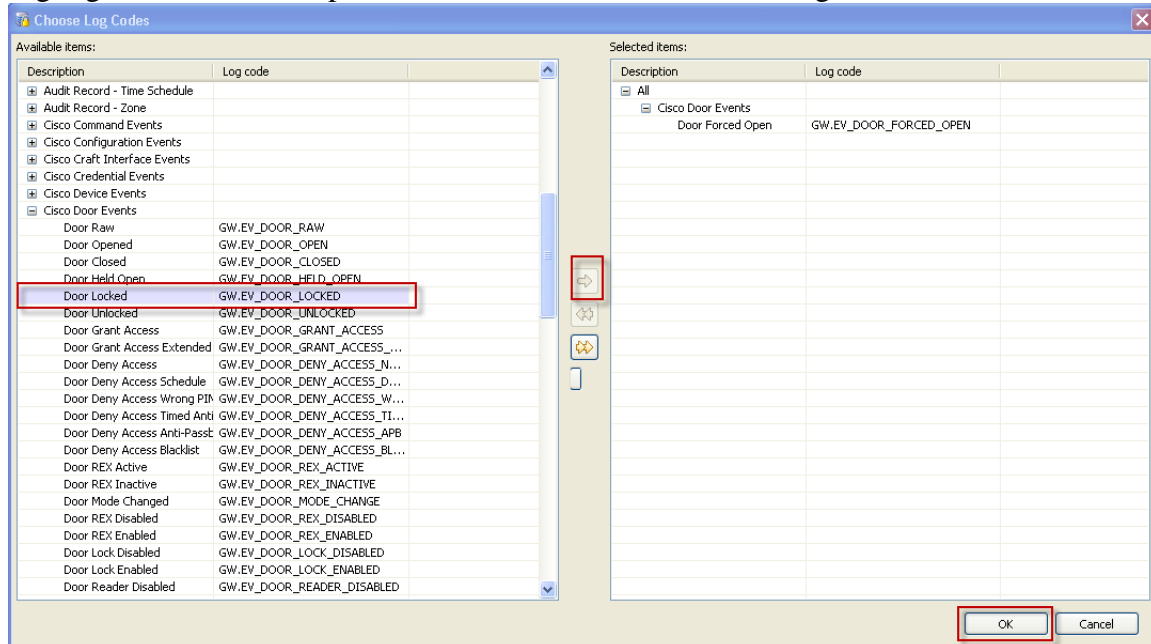 Choose Log Codes
Available items:
Selected items:
Description Log code
Description Log code
Audit Record - Time Schedule
Audit Record - Zone
Cisco Command Events
Cisco Configuration Events
Cisco Craft Interface Events
Cisco Credential Events
Cisco Device Events
Cisco Door Events
Door Raw GW.EV_DOOR_RAW
Door Opened GW.EV_DOOR_OPEN
Door Closed GW.EV_DOOR_CLOSED
Door Held Open GW.EV_DOOR_HELD_OPEN
Door Locked GW.EV_DOOR_LOCKED
Door Unlocked GW.EV_DOOR_UNLOCKED
Door Grant Access GW.EV_DOOR_GRANT_ACCESS
Door Grant Access Extended GW.EV_DOOR_GRANT_ACCESS_...
Door Deny Access GW.EV_DOOR_DENY_ACCESS_N...
Door Deny Access Schedule GW.EV_DOOR_DENY_ACCESS_D...
Door Deny Access Wrong PIN GW.EV_DOOR_DENY_ACCESS_W...
Door Deny Access Timed Anti GW.EV_DOOR_DENY_ACCESS_TI...
Door Deny Access Anti-Passb GW.EV_DOOR_DENY_ACCESS_APB
Door Deny Access Blacklist GW.EV_DOOR_DENY_ACCESS_BL...
Door REX Active GW.EV_DOOR_REX_ACTIVE
Door REX Inactive GW.EV_DOOR_REX_INACTIVE
Door Mode Changed GW.EV_DOOR_MODE_CHANGE
Door REX Disabled GW.EV_DOOR_REX_DISABLED
Door REX Enabled GW.EV_DOOR_REX_ENABLED
Door Lock Disabled GW.EV_DOOR_LOCK_DISABLED
Door Lock Enabled GW.EV_DOOR_LOCK_ENABLED
Door Reader Disabled GW.EV_DOOR_READER_DISABLED
All
Cisco Door Events
Door Forced Open GW.EV_DOOR_FORCED_OPEN
OK Cancel